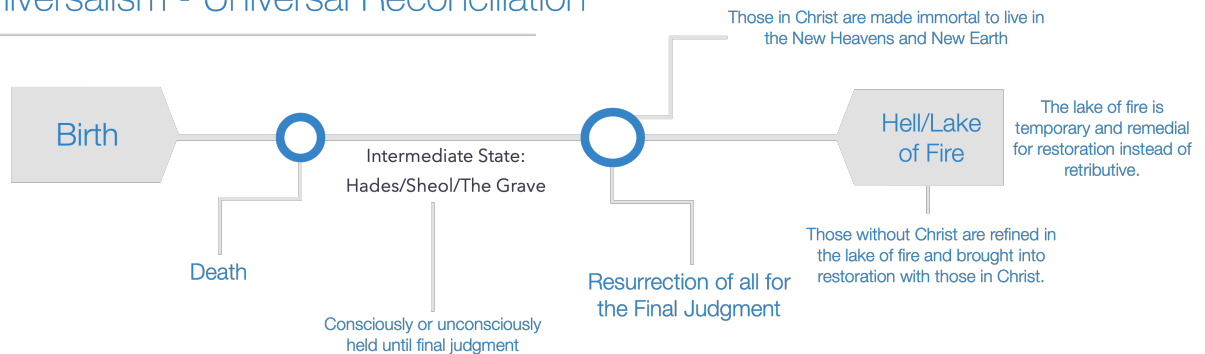 Universalism - Universal Reconciliation
Those in Christ are made immortal to live in
the New Heavens and New Earth
Birth
Hell/Lake
of Fire
The lake of fire is
temporary and remedial
for restoration instead of
retributive.
Intermediate State:
Hades/Sheol/The Grave
Death
Those without Christ are refined in
the lake of fire and brought into
restoration with those in Christ.
Resurrection of all for
the Final Judgment
Consciously or unconsciously
held until final judgment